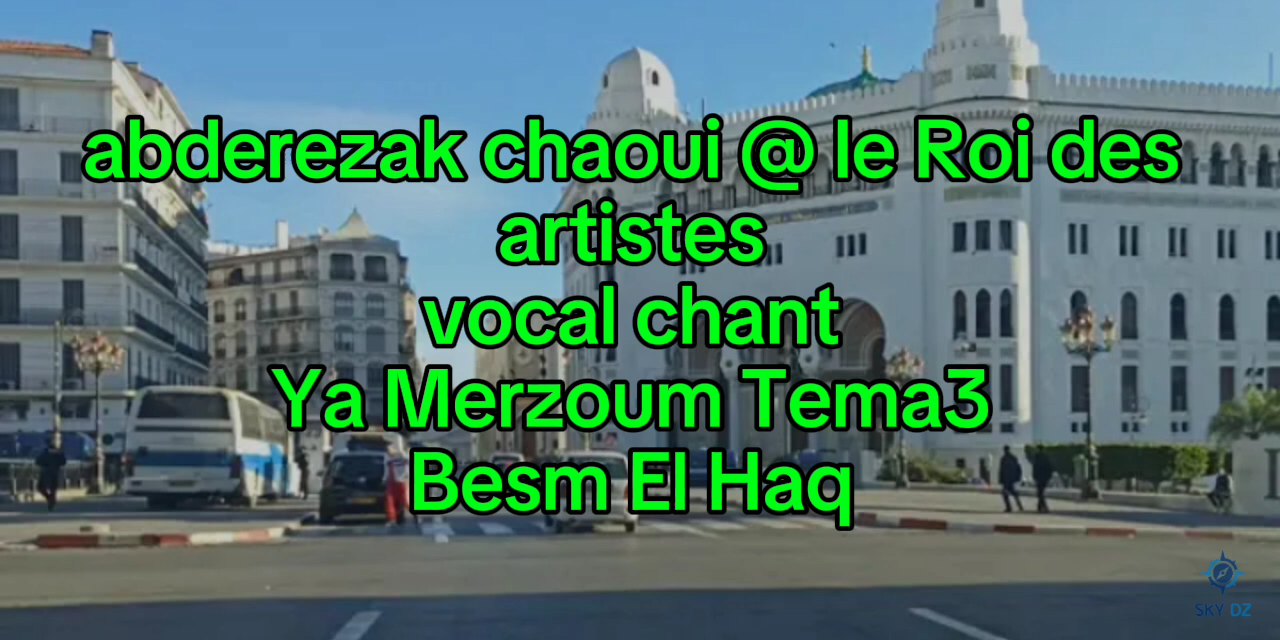 abderezak chaoui @ le Roi des
artistes
vocal chant
Ya Merzoum Tema3
Besm El Haq
SKY DZ